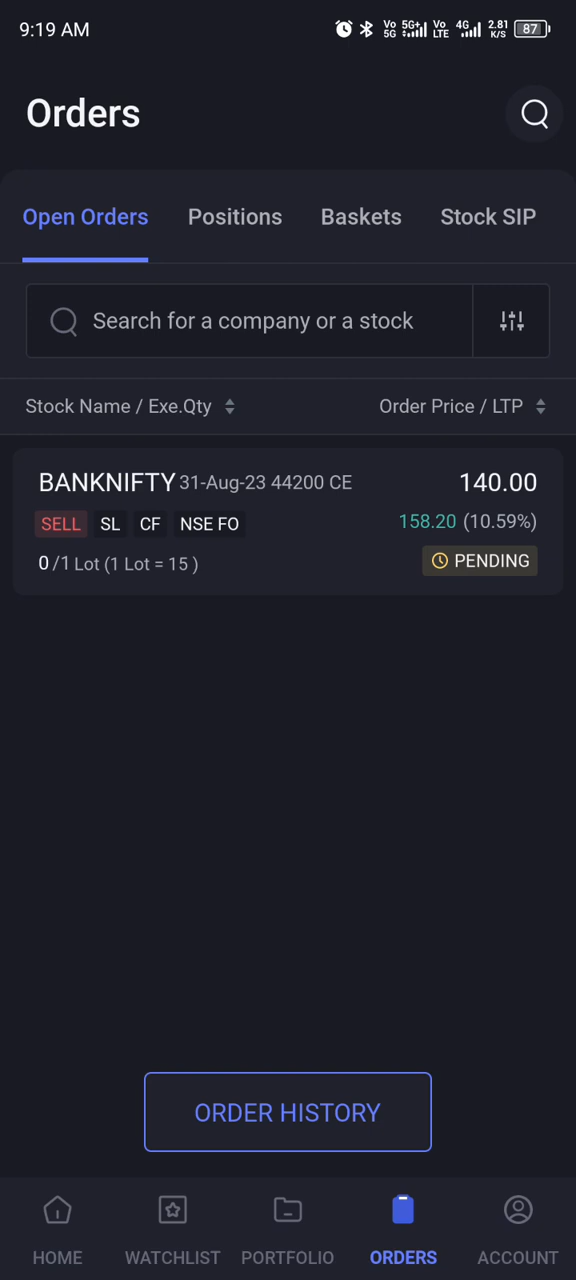 9:19 AM Vo 5G 5G+ Vo LTE 4G 2.81 K/S 87
Orders
Open Orders Positions Baskets Stock SIP
Search for a company or a stock
Stock Name / Exe.Qty Order Price / LTP
BANKNIFTY 31-Aug-23 44200 CE 140.00
SELL SL CF NSE FO 158.20 (10.59%)
0 /1 Lot (1 Lot = 15 ) PENDING
ORDER HISTORY
HOME WATCHLIST PORTFOLIO ORDERS ACCOUNT